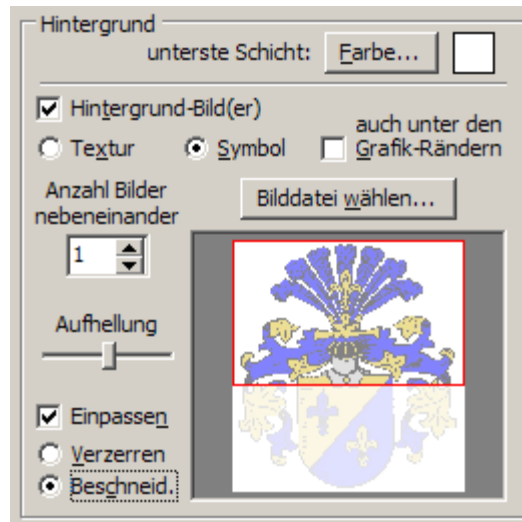 Hintergrund
unterste Schicht: Farbe...
Hintergrund-Bild(er)
auch unter den
Textur Symbol Grafik-Rändern
Anzahl Bilder
nebeneinander
Bilddatei wählen...
1
Aufhellung
Einpassen
Verzerren
Beschneid.